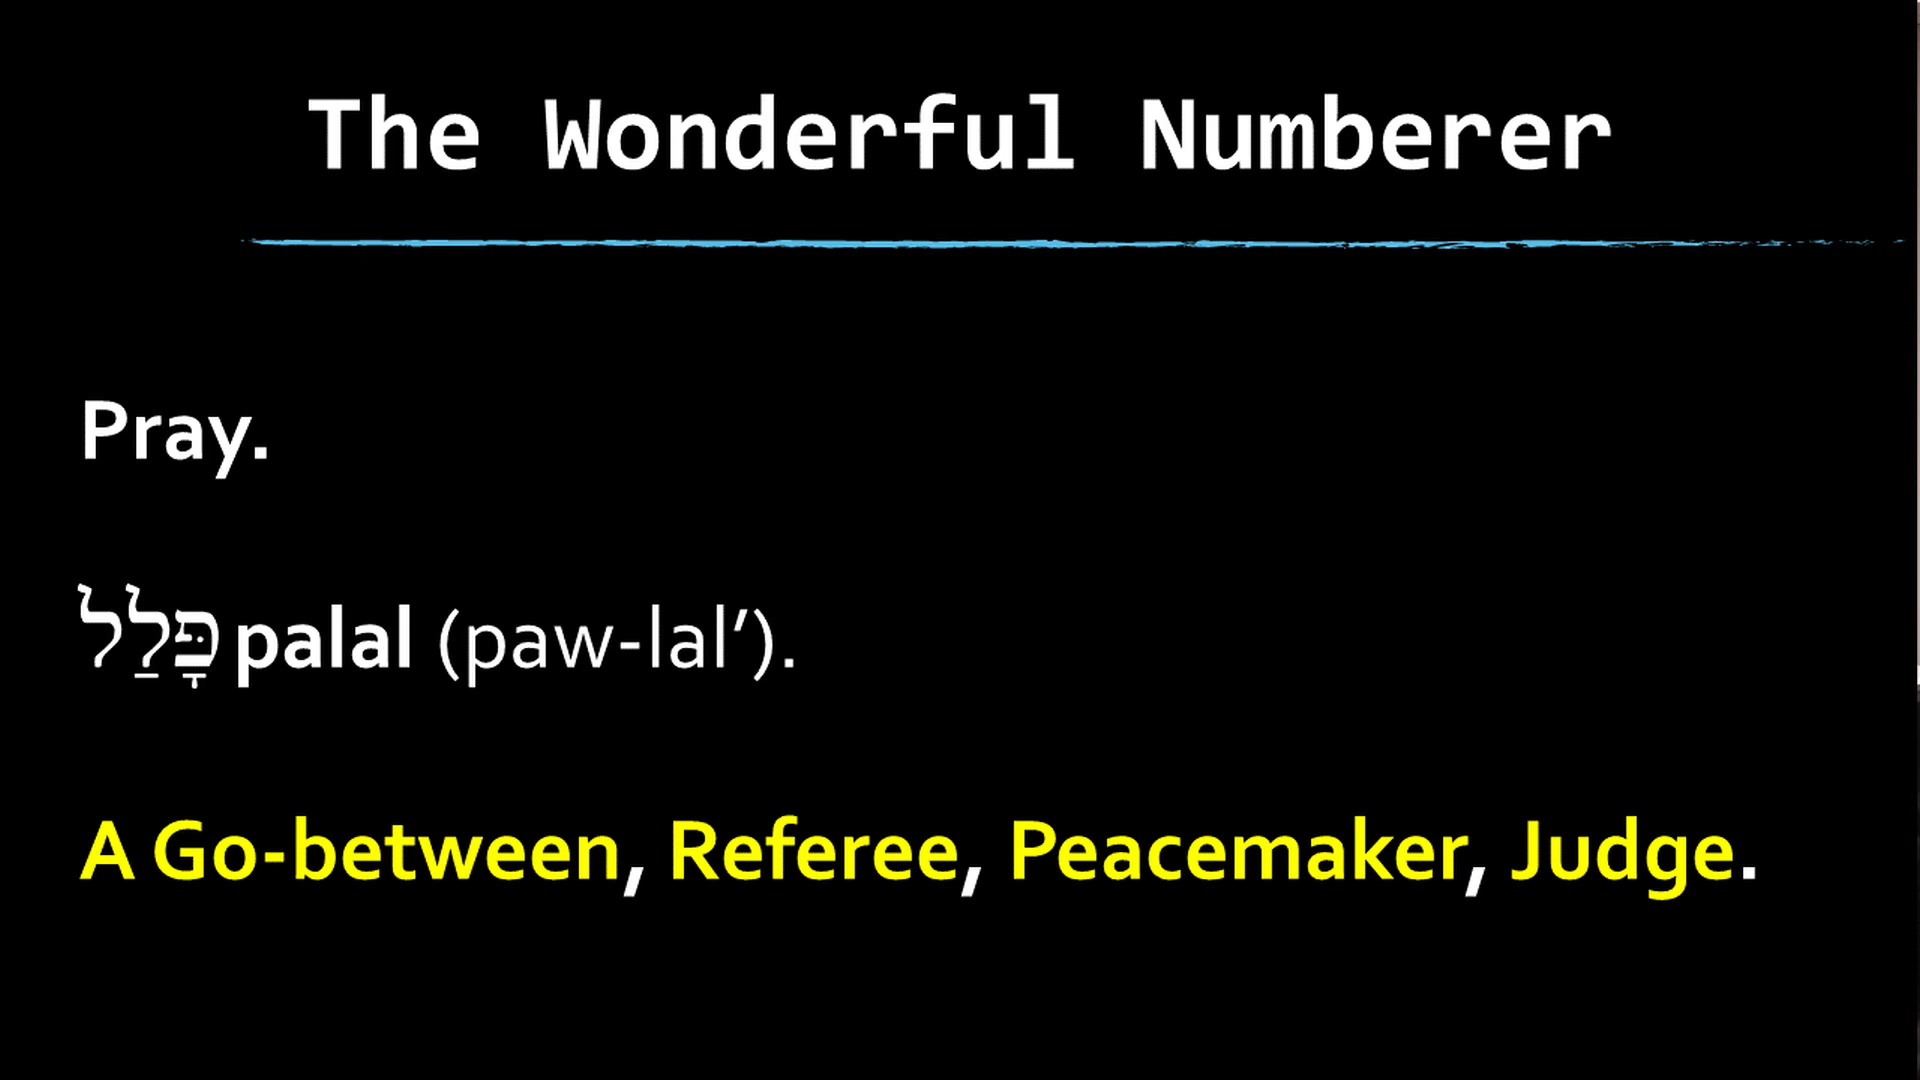 The Wonderful Numberer
Pray.
פָּלַל palal (paw-lal’).
A Go-between, Referee, Peacemaker, Judge.